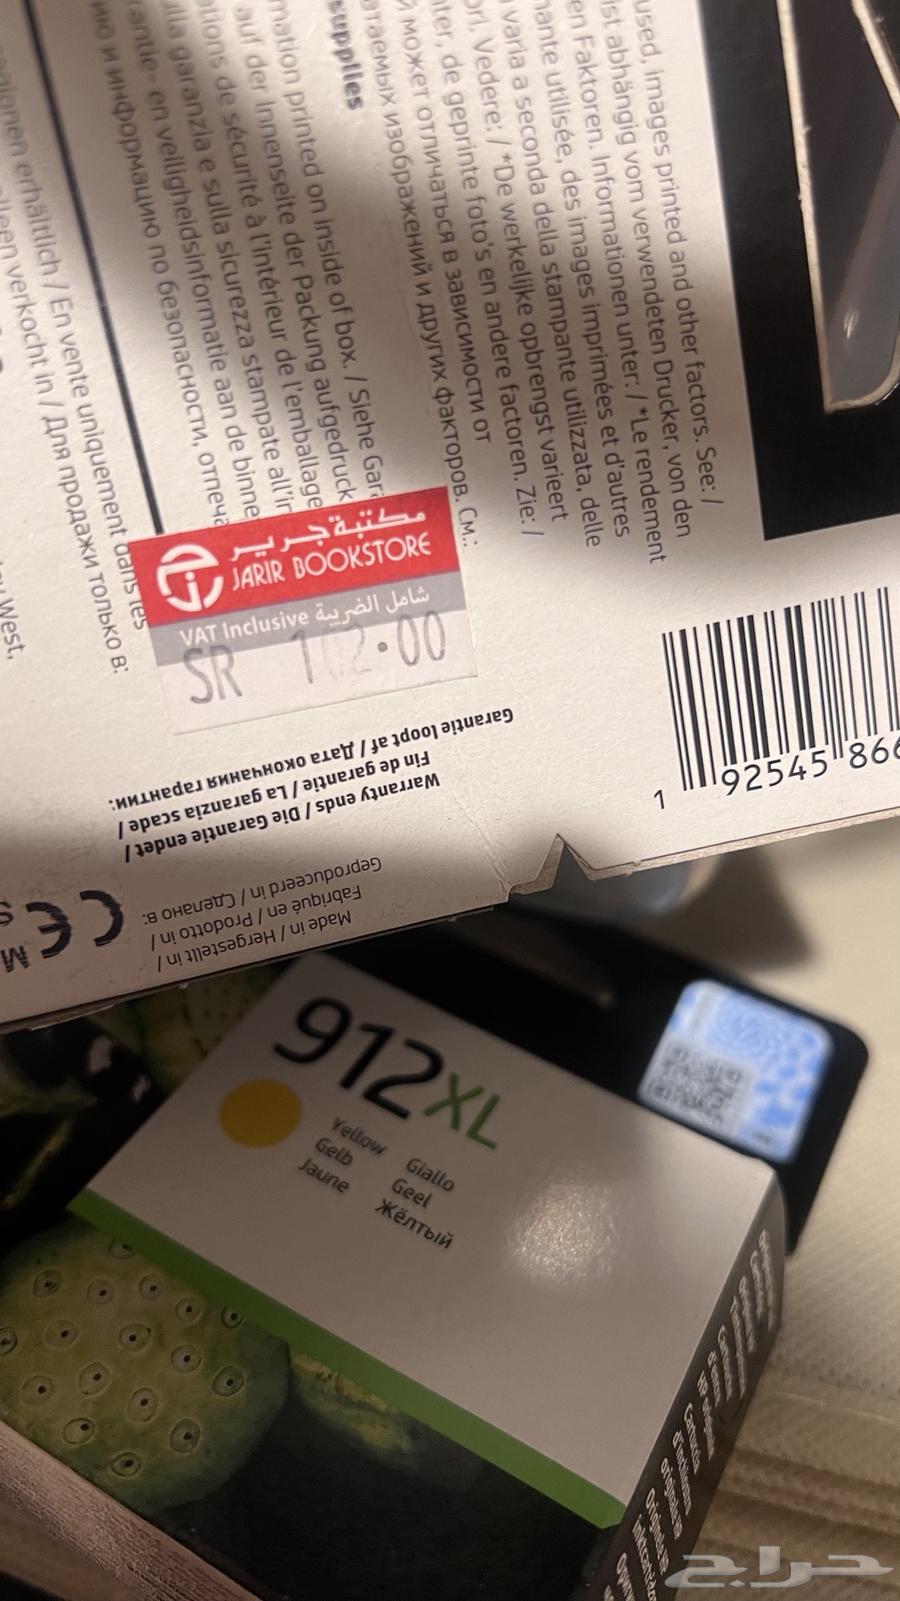 used, images printed and other factors. See: /
ist abhängig vom verwendeten Drucker, von den
en Faktoren. Informationen unter: / *Le rendement
mante utilisée, des images imprimées et d'autres
varia a seconda della stampante utilizzata, delle
ori. Vedere: / *De werkelijke opbrengst varieert
ter, de geprinte foto's en andere factoren. Zie: /
может отличаться в зависимости от
изображений и других факторов. См.:
supplies
mation printed on inside of box. / Siehe Gar
auf der Innenseite der Packung aufgedruck
tions de sécurité à l'intérieur de l'emballage
lla garanzia e sulla sicurezza stampate all'in
rantie- en veiligheidsinformatie aan de binne
ию и информацию по безопасности, отпеча
erhältlich / En vente uniquement dans les
verkocht in / Для продажи только в:
West,
مكتبة جرير
JARIR BOOKSTORE
VAT Inclusive شامل الضريبة
SR 102.00
Warranty ends / Die Garantie endet /
Fin de garantie / La garanzia scade /
Garantie loopt af / Дата окончания гарантии:
Made in / Hergestellt in /
Fabriqué en / Prodotto in /
Geproduceerd in / Сделано в:
CE
1 92545 866
912XL
Yellow Giallo
Gelb Geel
Jaune Жёлтый
حراج